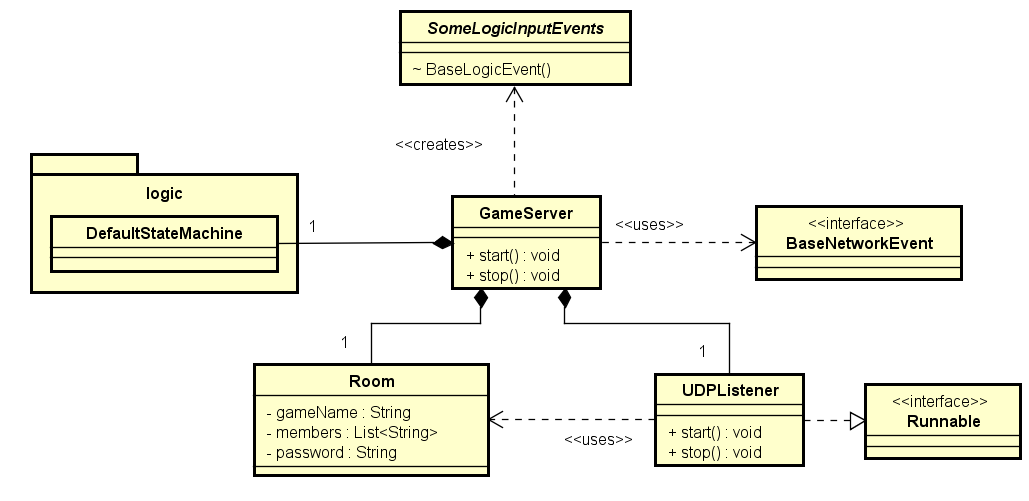 SomeLogicInputEvents
~ BaseLogicEvent()
<<creates>>
logic
DefaultStateMachine
1
GameServer
+ start() : void
+ stop() : void
<<uses>>
<<interface>>
BaseNetworkEvent
1
1
Room
- gameName : String
- members : List<String>
- password : String
<<uses>>
UDPListener
+ start() : void
+ stop() : void
<<interface>>
Runnable